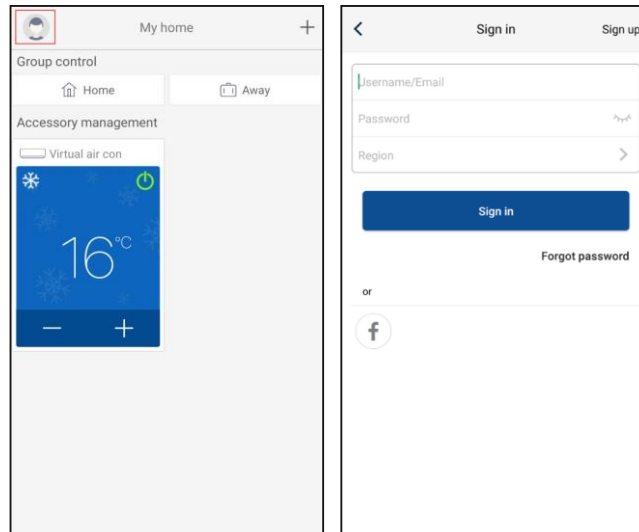 My home
+
Group control
Home
Away
Accessory management
Virtual air con
16°C
— +
Sign in
Sign up
Username/Email
Password
Region
Sign in
Forgot password
or
f